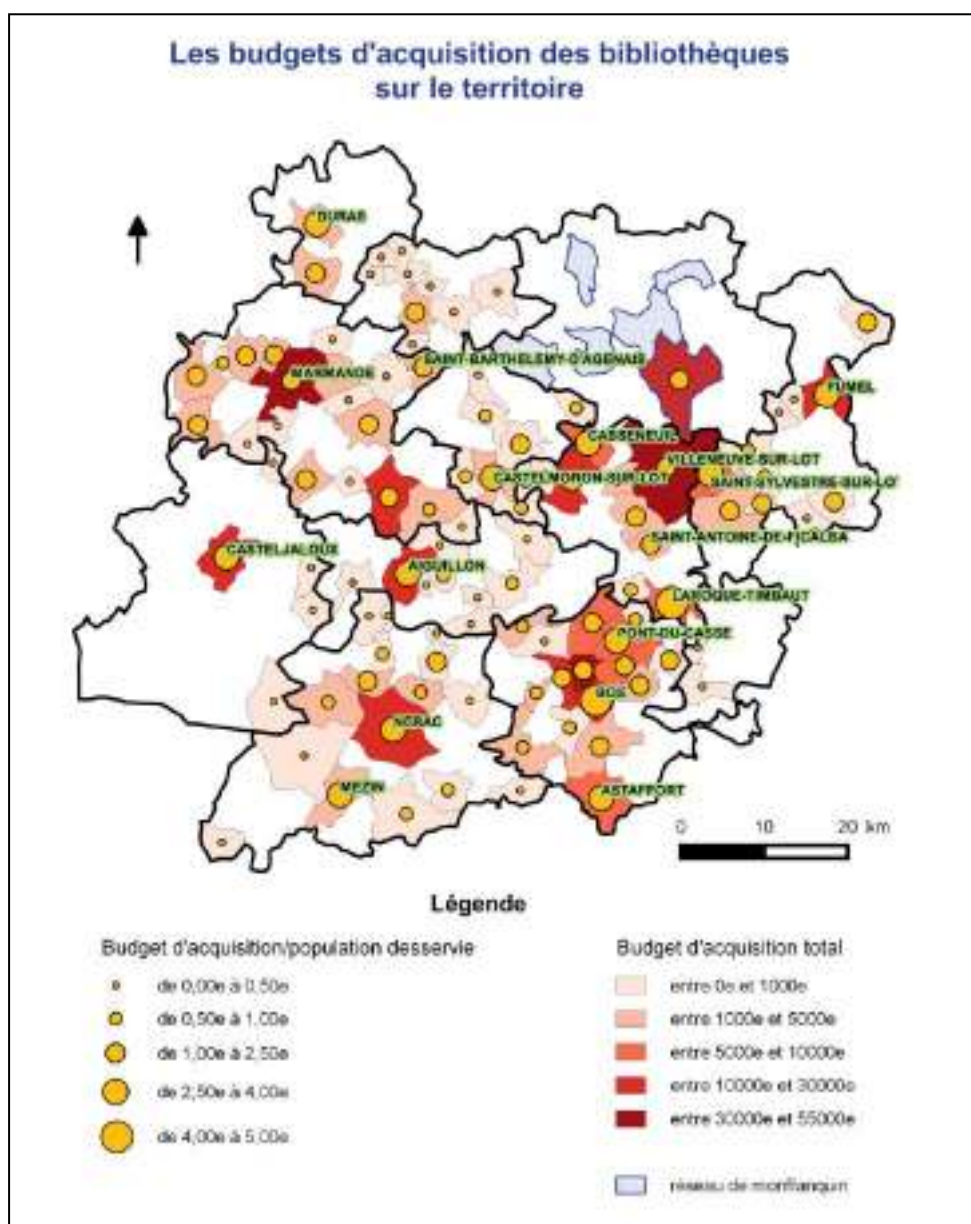 Les budgets d'acquisition des bibliothèques
sur le territoire
DURAS
SAINT-BARTHELEMY-D'AGENAIS
MARMANDE
FUMEL
CASSENEUIL
VILLENEUVE-SUR-LOT
CASTELMORON-SUR-LOT
SAINT-SYLVESTRE-SUR-LOT
SAINT-ANTOINE-DE-FICALBA
CASTELJALOUX
AIGUILLON
LAROQUE-TIMBAUT
PONT-DU-CASSE
BOE
NERAC
MEZIN
ASTAFFORT
0 10 20 km
Légende
Budget d'acquisition/population desservie
de 0,00e à 0,50e
de 0,50e à 1,00e
de 1,00e à 2,50e
de 2,50e à 4,00e
de 4,00e à 5,00e
Budget d'acquisition total
entre 0e et 1000e
entre 1000e et 5000e
entre 5000e et 10000e
entre 10000e et 30000e
entre 30000e et 55000e
réseau de monflanquin